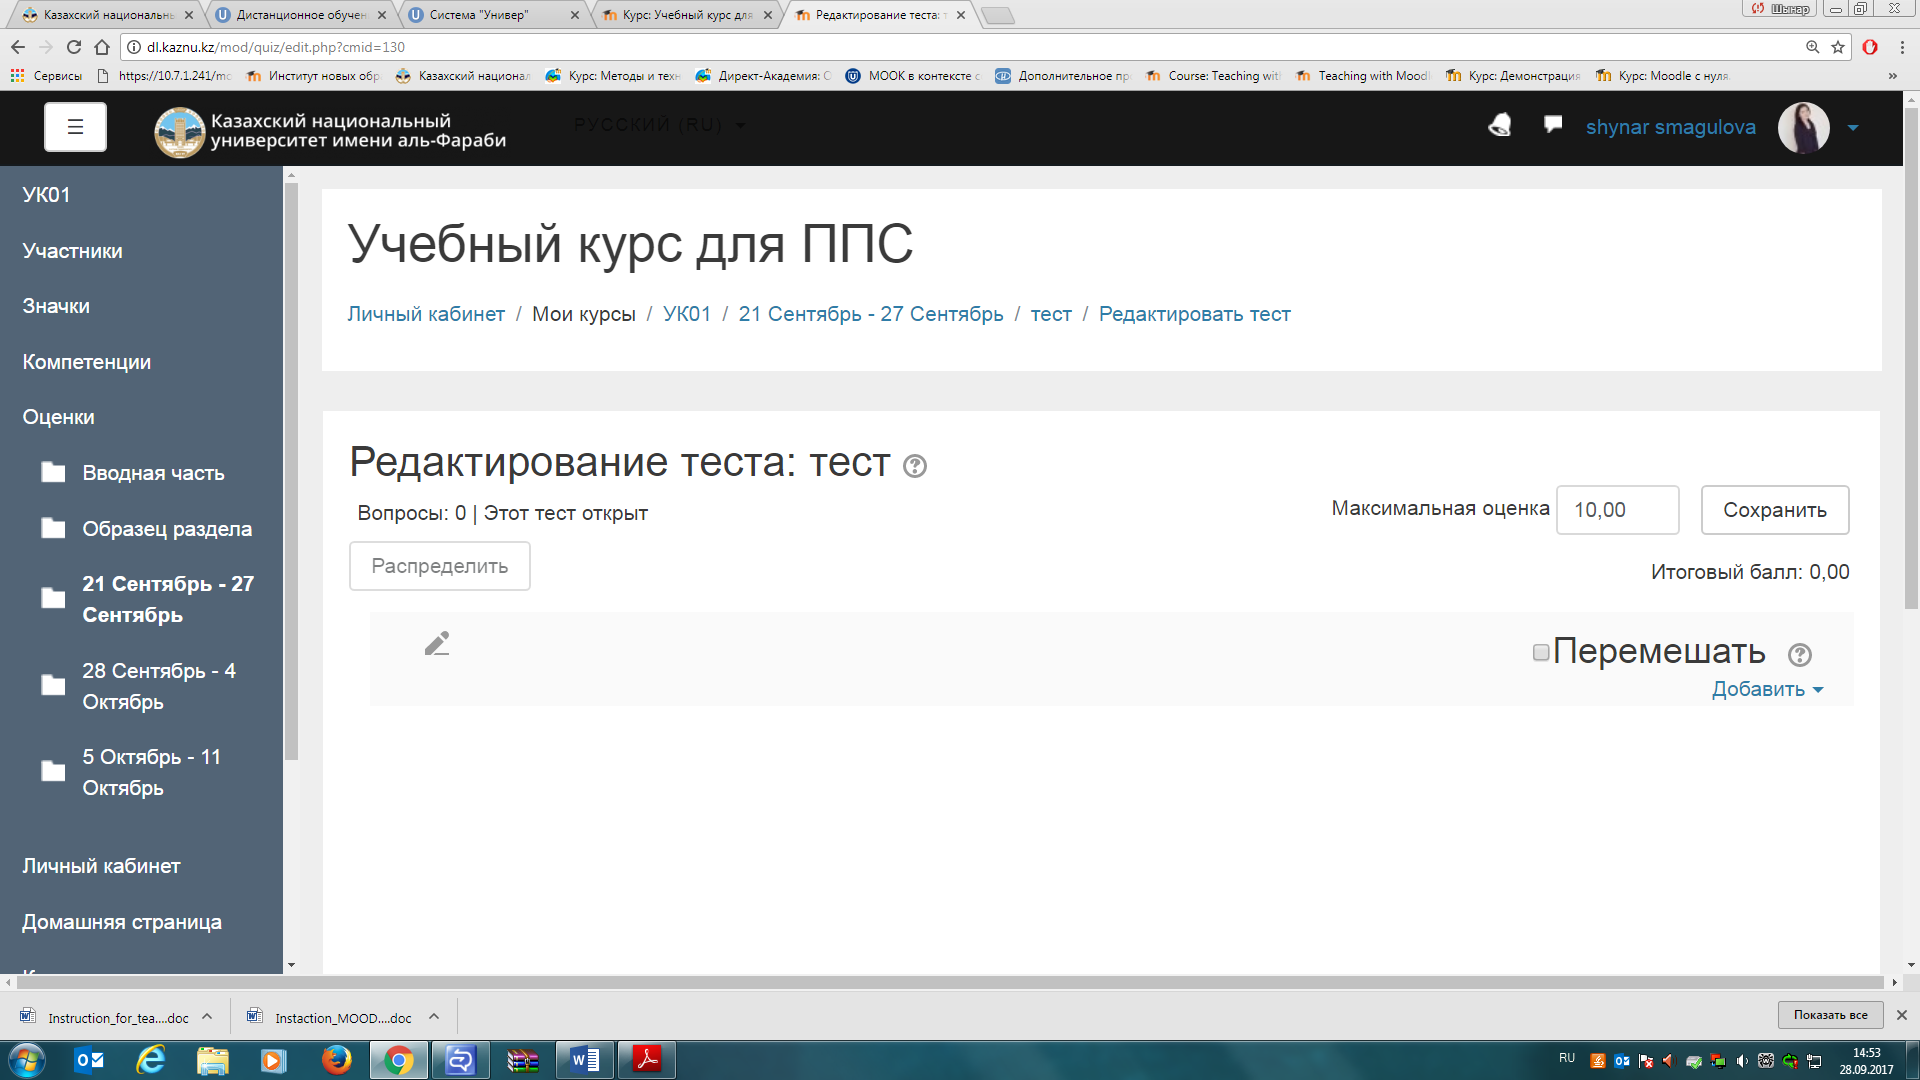 Казахский националь
Дистанционное обучен
Система "Универ"
Курс: Учебный курс для
Редактирование теста:
Шынар
dl.kaznu.kz/mod/quiz/edit.php?cmid=130
Сервисы
https://10.7.1.241/mo
Институт новых обр
Казахский национал
Курс: Методы и техн
Директ-Академия: С
МООК в контексте с
Дополнительное пр
Course: Teaching wit
Teaching with Mood
Курс: Демонстрация
Курс: Moodle с нуля
»
Казахский национальный
университет имени аль-Фараби
РУССКИЙ (RU)
shynar smagulova
УК01
Участники
Значки
Компетенции
Оценки
Вводная часть
Образец раздела
21 Сентябрь - 27
Сентябрь
28 Сентябрь - 4
Октябрь
5 Октябрь - 11
Октябрь
Личный кабинет
Домашняя страница
Учебный курс для ППС
Личный кабинет / Мои курсы / УК01 / 21 Сентябрь - 27 Сентябрь / тест / Редактировать тест
Редактирование теста: тест
Вопросы: 0 | Этот тест открыт
Максимальная оценка 10,00 Сохранить
Распределить
Итоговый балл: 0,00
Перемешать
Добавить
Instruction_for_tea....doc
Instaction_MOOD....doc
Показать все
RU
14:53
28.09.2017